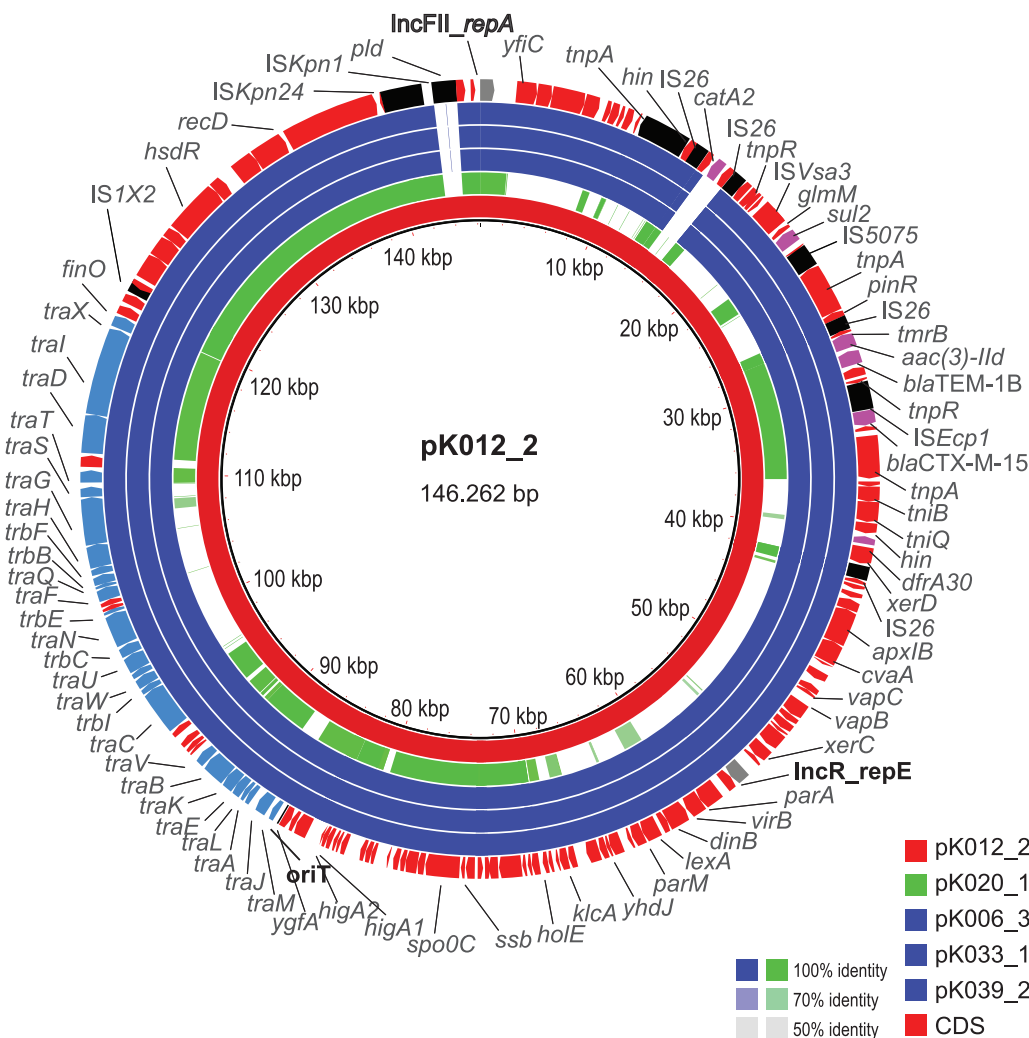 IncFII_repA
pld
yfiC
ISKpn1
tnpA
ISKpn24
hin
IS26
catA2
recD
IS26
tnpR
hsdR
ISVsa3
glmM
IS1X2
sul2
IS5075
finO
tnpA
traX
pinR
IS26
traI
tmrB
traD
aac(3)-IId
blaTEM-1B
traT
tnpR
traS
ISEcp1
traG
blaCTX-M-15
traH
tnpA
trbF
tniB
trbB
tniQ
traQ
hin
traF
dfrA30
trbE
xerD
traN
IS26
trbC
apxIB
traU
cvaA
traW
vapC
trbI
vapB
traC
xerC
traV
IncR_repE
traB
parA
traK
virB
traE
dinB
traL
lexA
traA
parM
traJ
yhdJ
traM
klcA
oriT
ygfA
higA2
higA1
spo0C
ssb
holE
140 kbp
10 kbp
130 kbp
20 kbp
120 kbp
30 kbp
pK012_2
146.262 bp
110 kbp
40 kbp
100 kbp
50 kbp
90 kbp
60 kbp
80 kbp
70 kbp
pK012_2
pK020_1
pK006_3
pK033_1
pK039_2
CDS
100% identity
70% identity
50% identity